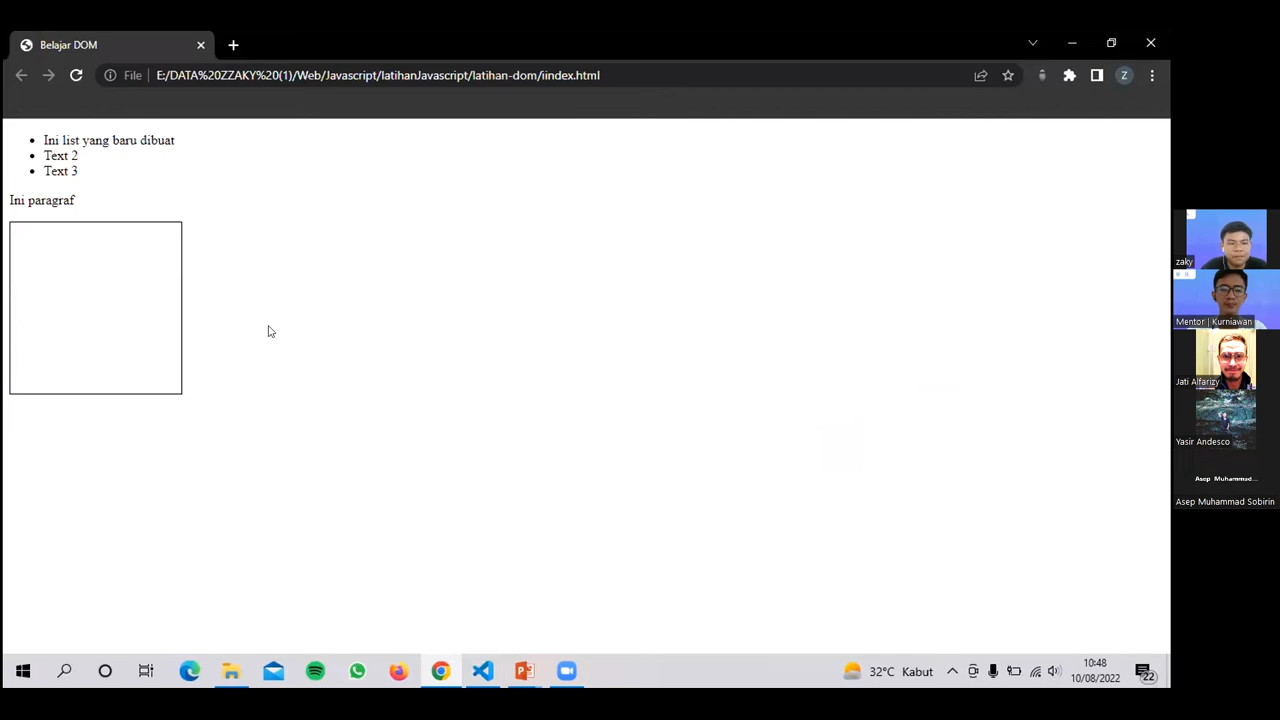 Belajar DOM
File
E:/DATA%20ZZAKY%20(1)/Web/Javascript/latihanJavascript/latihan-dom/iindex.html
Z
Ini list yang baru dibuat
Text 2
Text 3
Ini paragraf
zaky
Mentor | Kurniawan
Jati Alfarizy
Yasir Andesco
Asep Muhammad...
Asep Muhammad Sobirin
32°C Kabut
10:48
10/08/2022
22